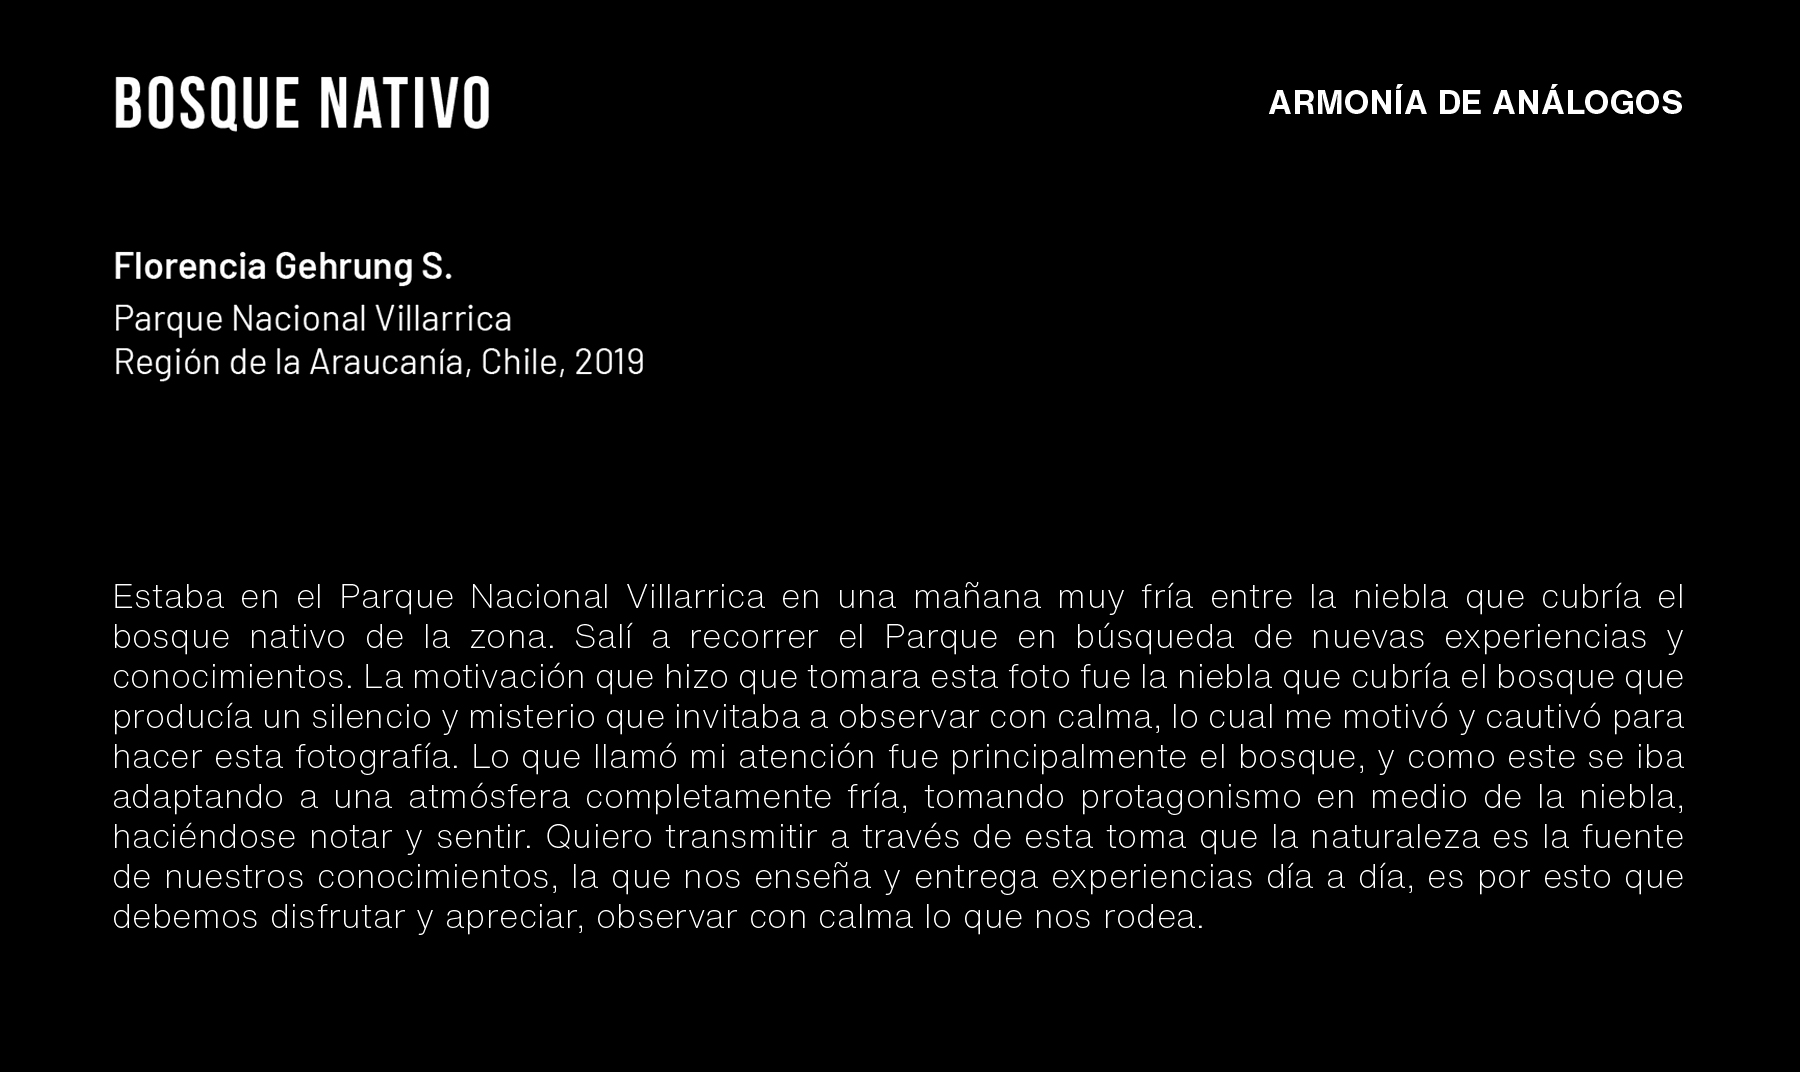 BOSQUE NATIVO
ARMONÍA DE ANÁLOGOS
Florencia Gehrung S.
Parque Nacional Villarrica
Región de la Araucanía, Chile, 2019
Estaba en el Parque Nacional Villarrica en una mañana muy fría entre la niebla que cubría el
bosque nativo de la zona. Salí a recorrer el Parque en búsqueda de nuevas experiencias y
conocimientos. La motivación que hizo que tomara esta foto fue la niebla que cubría el bosque que
producía un silencio y misterio que invitaba a observar con calma, lo cual me motivó y cautivó para
hacer esta fotografía. Lo que llamó mi atención fue principalmente el bosque, y como este se iba
adaptando a una atmósfera completamente fría, tomando protagonismo en medio de la niebla,
haciéndose notar y sentir. Quiero transmitir a través de esta toma que la naturaleza es la fuente
de nuestros conocimientos, la que nos enseña y entrega experiencias día a día, es por esto que
debemos disfrutar y apreciar, observar con calma lo que nos rodea.